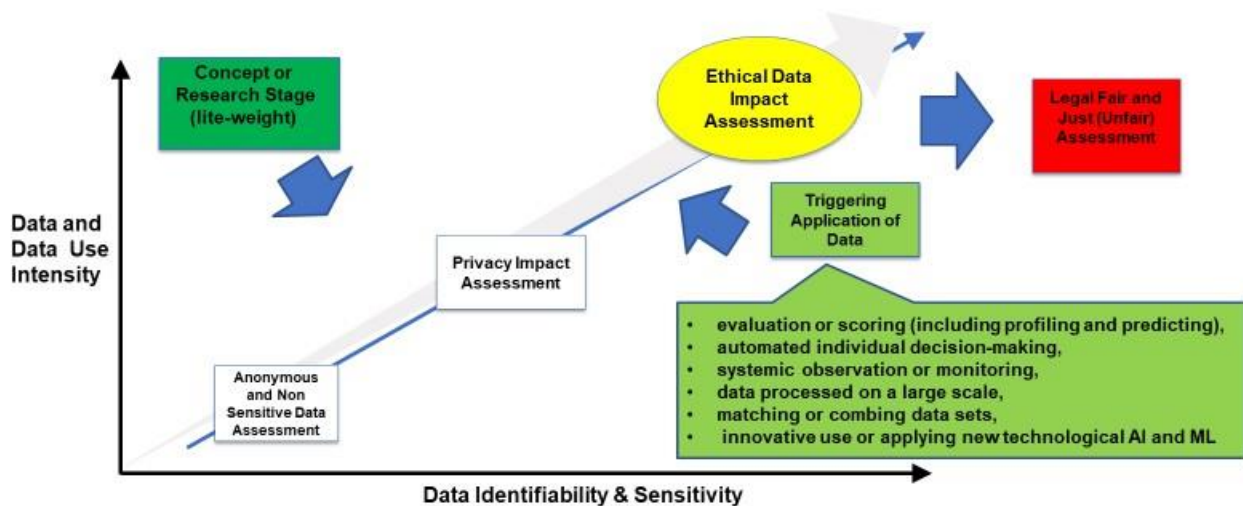 Concept or
Research Stage
(lite-weight)
Ethical Data
Impact
Assessment
Legal Fair and
Just (Unfair)
Assessment
Triggering
Application of
Data
Data and
Data Use
Intensity
Privacy Impact
Assessment
• evaluation or scoring (including profiling and predicting),
• automated individual decision-making,
• systemic observation or monitoring,
• data processed on a large scale,
• matching or combing data sets,
• innovative use or applying new technological AI and ML
Anonymous
and Non
Sensitive Data
Assessment
Data Identifiability & Sensitivity